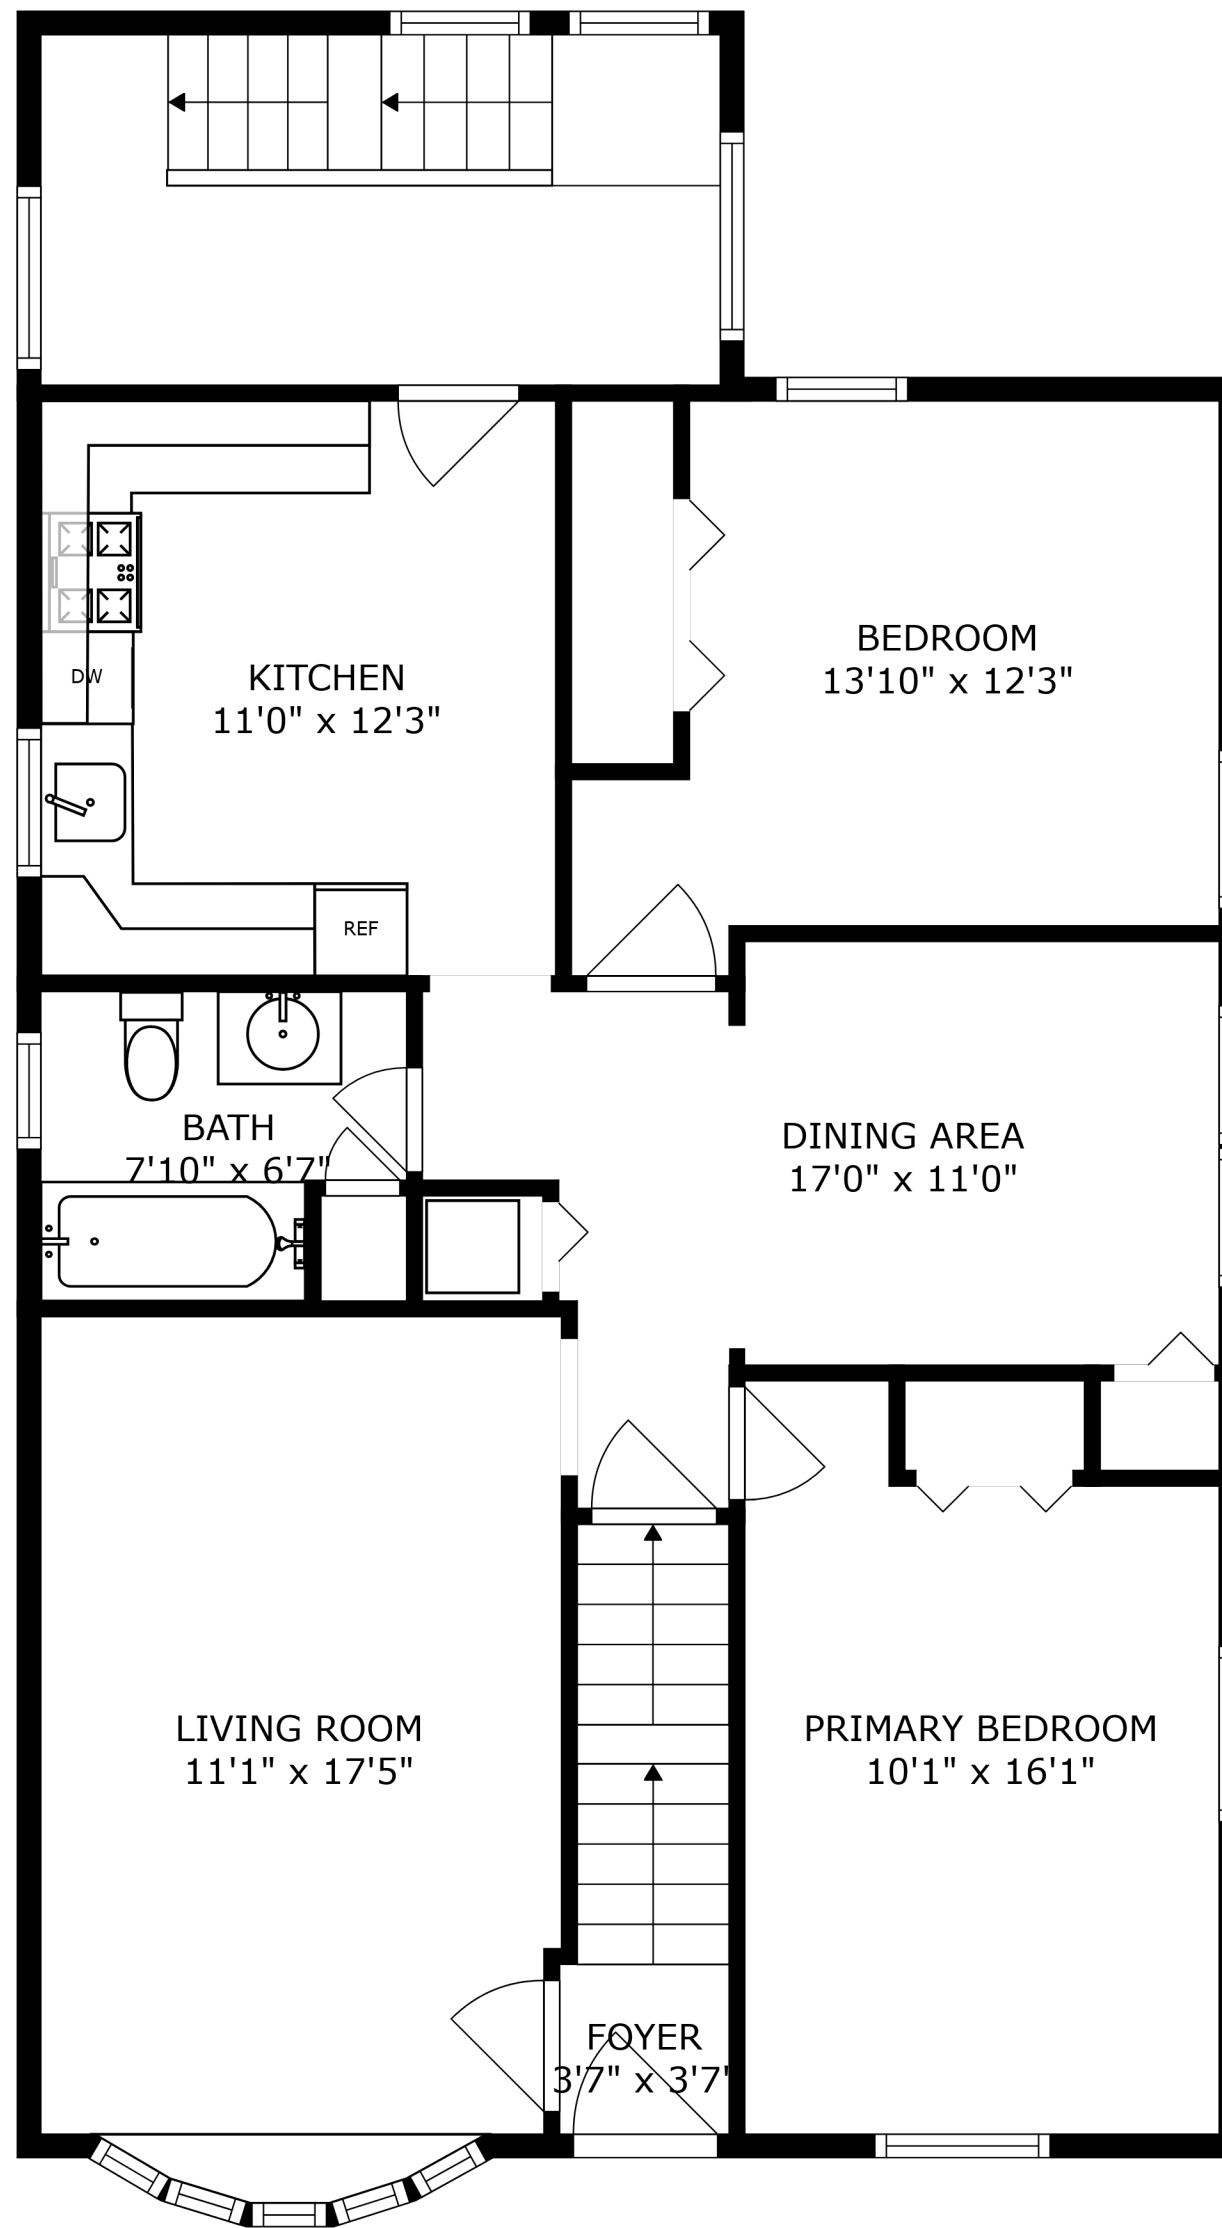 BEDROOM
13'10" x 12'3"
KITCHEN
11'0" x 12'3"
DW
REF
BATH
7'10" x 6'7"
DINING AREA
17'0" x 11'0"
LIVING ROOM
11'1" x 17'5"
PRIMARY BEDROOM
10'1" x 16'1"
FOYER
3'7" x 3'7"